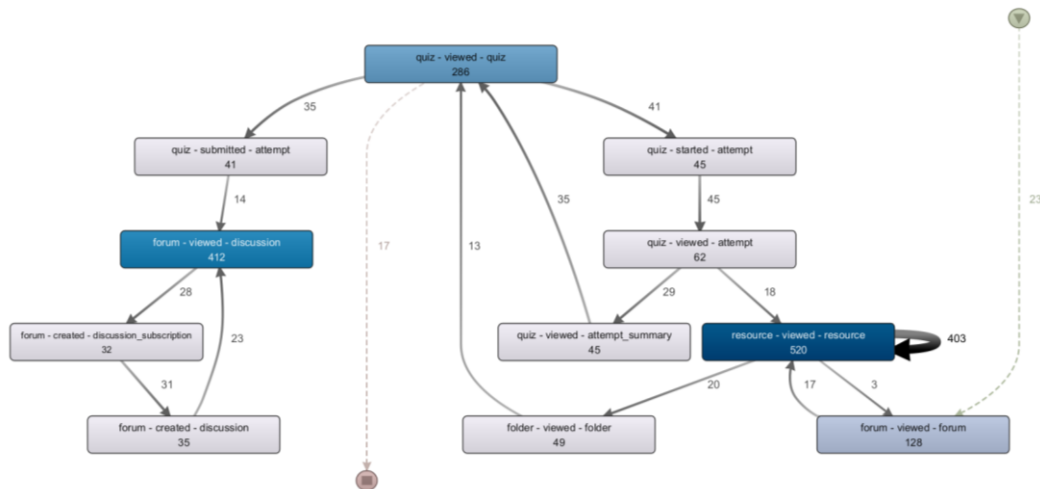 quiz - viewed - quiz
286
35
41
quiz - submitted - attempt
41
quiz - started - attempt
45
14
35
45
23
forum - viewed - discussion
412
17
13
quiz - viewed - attempt
62
28
23
29
18
forum - created - discussion_subscription
32
quiz - viewed - attempt_summary
45
resource - viewed - resource
520
403
31
20
17
3
forum - created - discussion
35
folder - viewed - folder
49
forum - viewed - forum
128